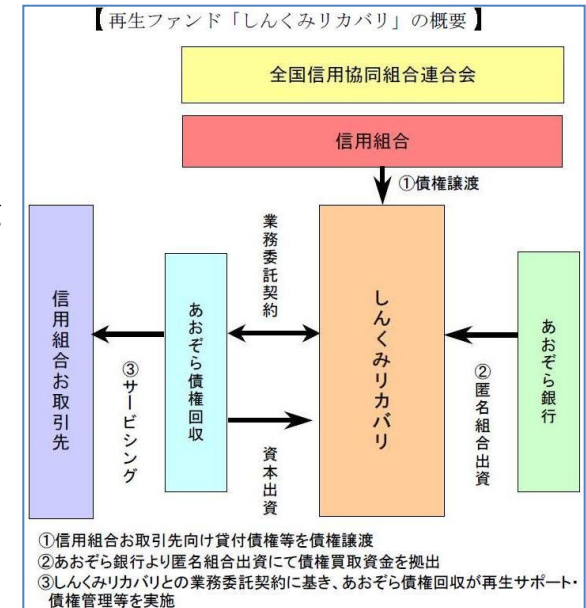 【再生ファンド「しんくみリカバリ」の概要】
全国信用協同組合連合会
信用組合
①債権譲渡
信用組合お取引先
③サービシング
あおぞら債権回収
業務委託契約
資本出資
しんくみリカバリ
②匿名組合出資
あおぞら銀行
①信用組合お取引先向け貸付債権等を債権譲渡
②あおぞら銀行より匿名組合出資にて債権買取資金を拠出
③しんくみリカバリとの業務委託契約に基き、あおぞら債権回収が再生サポート・
債権管理等を実施